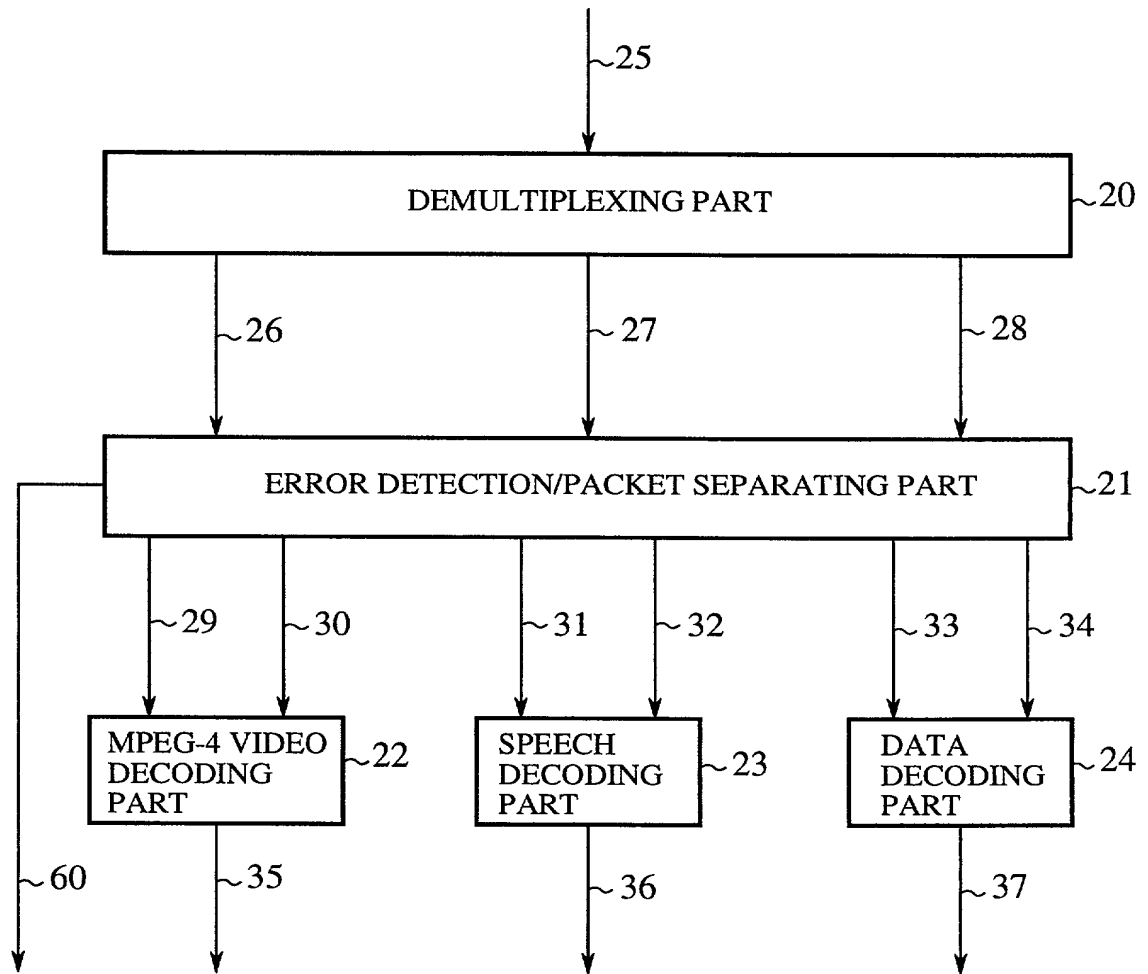 25
DEMULTIPLEXING PART
20
26
27
28
ERROR DETECTION/PACKET SEPARATING PART
21
29
30
31
32
33
34
MPEG-4 VIDEO
DECODING
PART
22
SPEECH
DECODING
PART
23
DATA
DECODING
PART
24
60
35
36
37